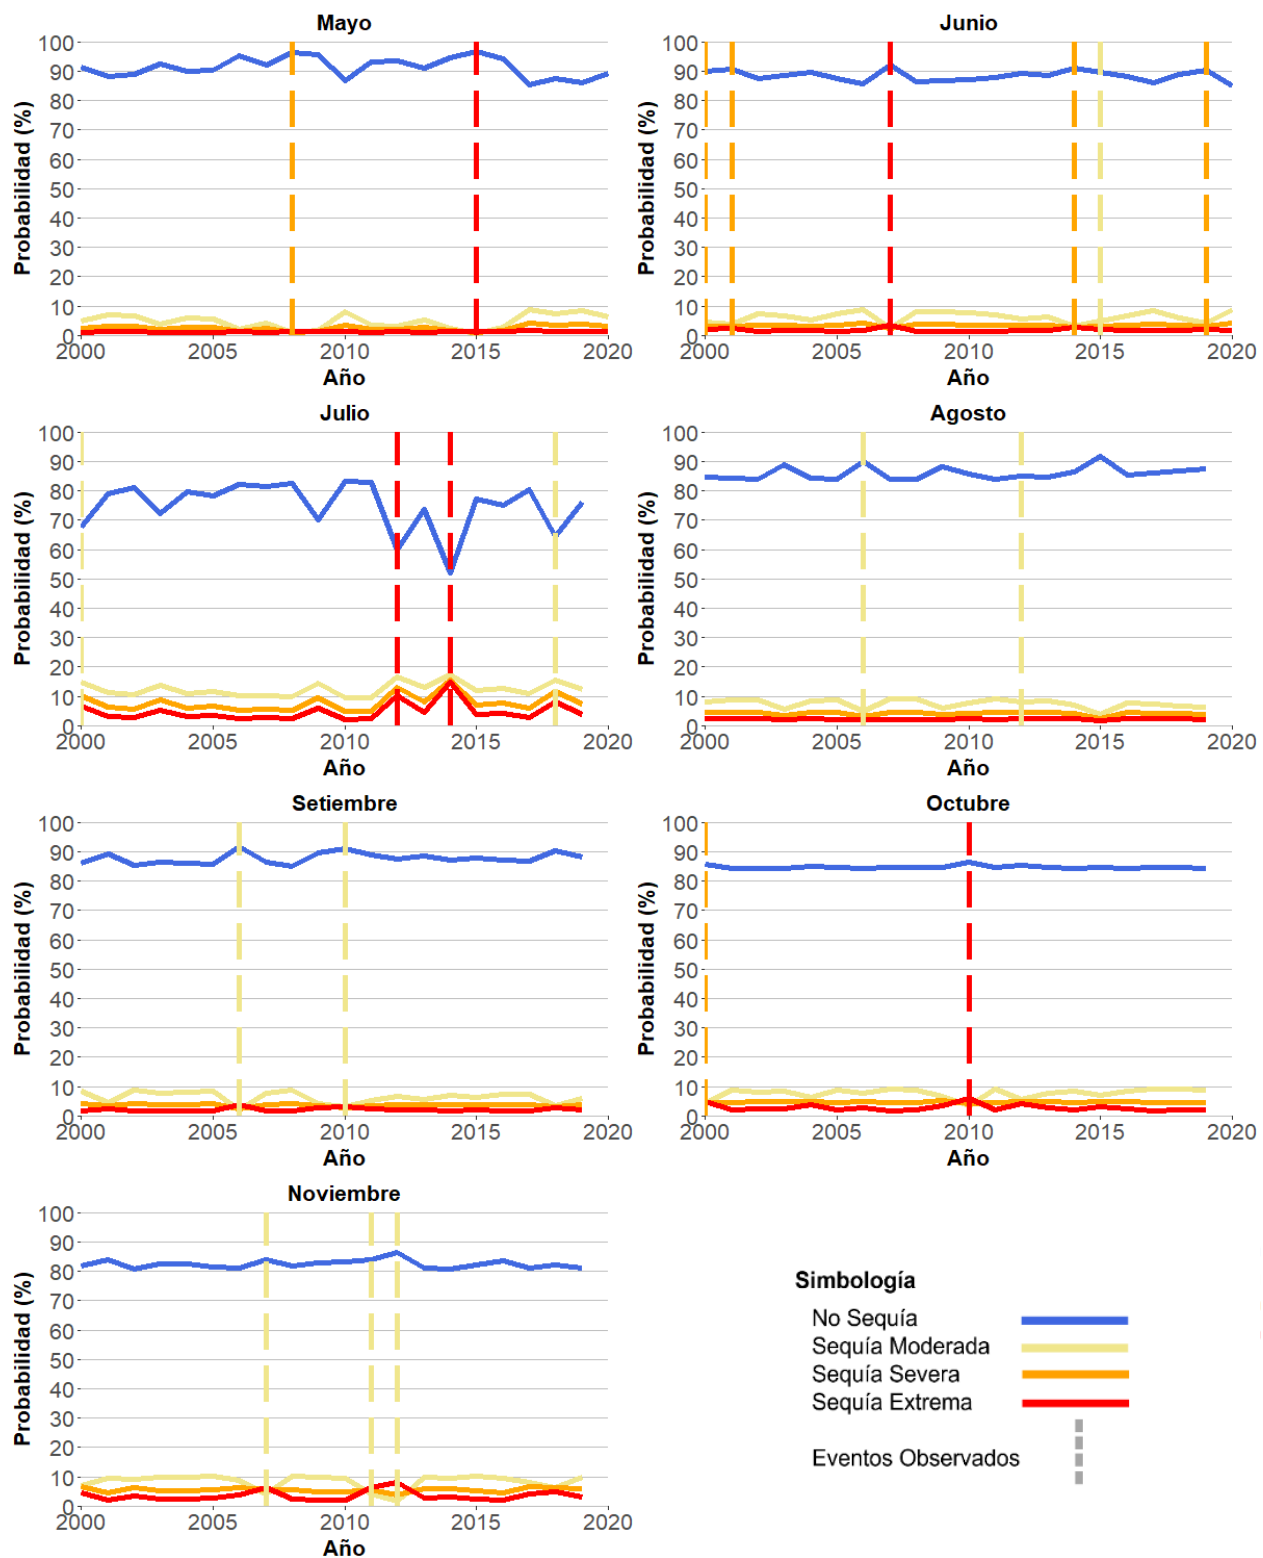 Mayo
Probabilidad (%)
100
90
80
70
60
50
40
30
20
10
0
2000 2005 2010 2015 2020
Año
Junio
Probabilidad (%)
100
90
80
70
60
50
40
30
20
10
0
2000 2005 2010 2015 2020
Año
Julio
Probabilidad (%)
100
90
80
70
60
50
40
30
20
10
0
2000 2005 2010 2015 2020
Año
Agosto
Probabilidad (%)
100
90
80
70
60
50
40
30
20
10
0
2000 2005 2010 2015 2020
Año
Setiembre
Probabilidad (%)
100
90
80
70
60
50
40
30
20
10
0
2000 2005 2010 2015 2020
Año
Octubre
Probabilidad (%)
100
90
80
70
60
50
40
30
20
10
0
2000 2005 2010 2015 2020
Año
Noviembre
Probabilidad (%)
100
90
80
70
60
50
40
30
20
10
0
2000 2005 2010 2015 2020
Año
Simbología
No Sequía
Sequía Moderada
Sequía Severa
Sequía Extrema
Eventos Observados